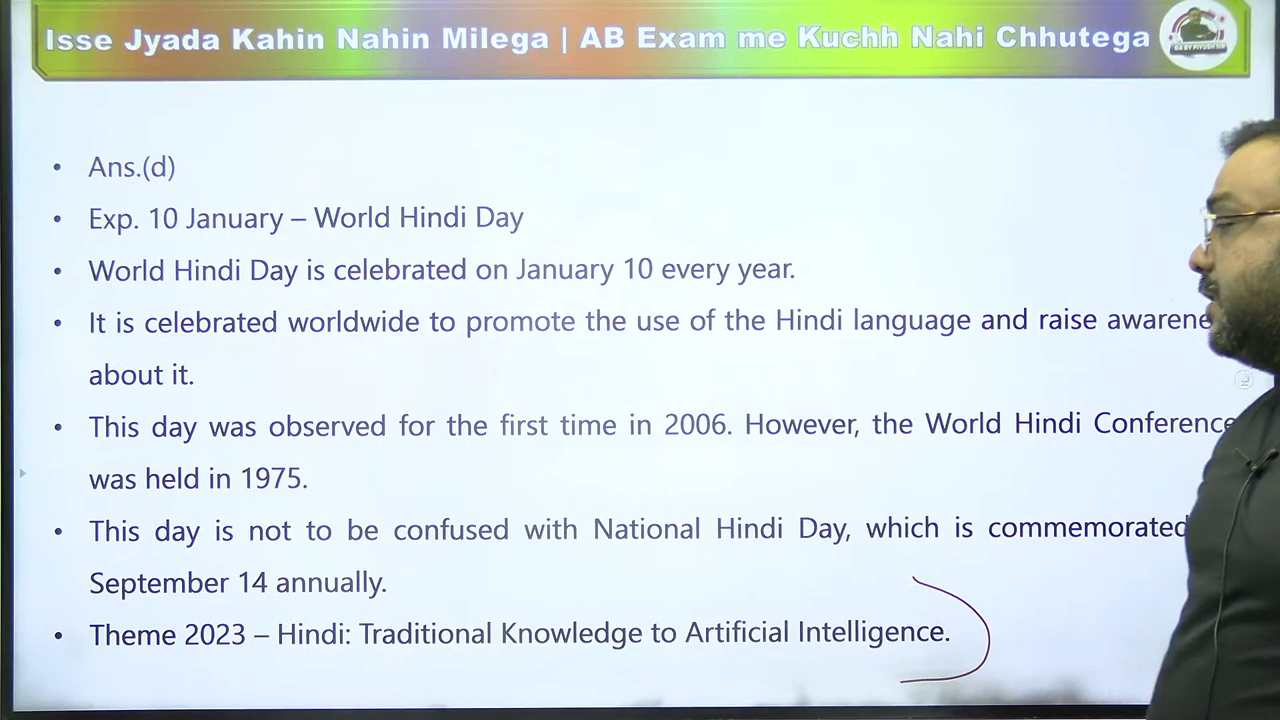 Isse Jyada Kahin Nahin Milega | AB Exam me Kuchh Nahi Chhutega
GA BY PIYUSH SIR
• Ans.(d)
• Exp. 10 January – World Hindi Day
• World Hindi Day is celebrated on January 10 every year.
• It is celebrated worldwide to promote the use of the Hindi language and raise awarene
about it.
• This day was observed for the first time in 2006. However, the World Hindi Conference
was held in 1975.
• This day is not to be confused with National Hindi Day, which is commemorated
September 14 annually.
• Theme 2023 – Hindi: Traditional Knowledge to Artificial Intelligence.